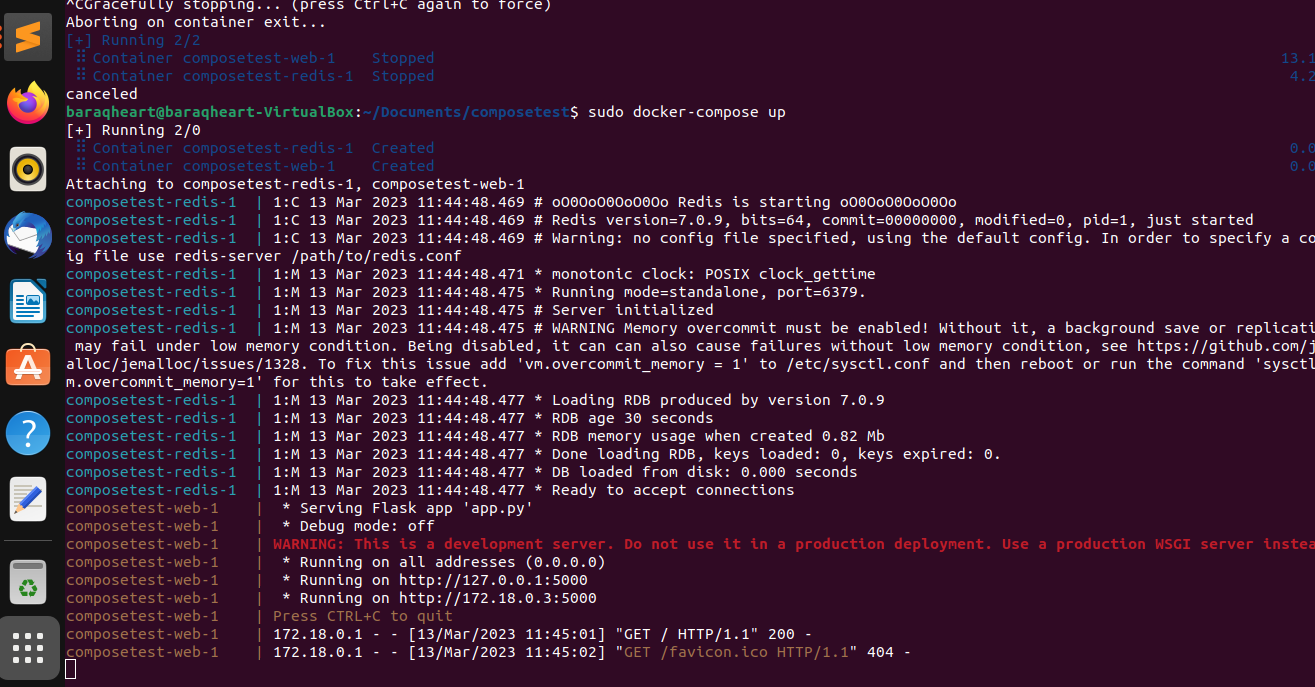 ^CGracefully stopping... (press Ctrl+C again to force)
Aborting on container exit...
[+] Running 2/2
⠿ Container composetest-web-1    Stopped    13.1
⠿ Container composetest-redis-1  Stopped    4.2
canceled
baraqheart@baraqheart-VirtualBox:~/Documents/composetest$ sudo docker-compose up
[+] Running 2/0
⠿ Container composetest-redis-1  Created    0.0
⠿ Container composetest-web-1    Created    0.0
Attaching to composetest-redis-1, composetest-web-1
composetest-redis-1  | 1:C 13 Mar 2023 11:44:48.469 # oO0OoO0OoO0Oo Redis is starting oO0OoO0OoO0Oo
composetest-redis-1  | 1:C 13 Mar 2023 11:44:48.469 # Redis version=7.0.9, bits=64, commit=00000000, modified=0, pid=1, just started
composetest-redis-1  | 1:C 13 Mar 2023 11:44:48.469 # Warning: no config file specified, using the default config. In order to specify a co
ig file use redis-server /path/to/redis.conf
composetest-redis-1  | 1:M 13 Mar 2023 11:44:48.471 * monotonic clock: POSIX clock_gettime
composetest-redis-1  | 1:M 13 Mar 2023 11:44:48.475 * Running mode=standalone, port=6379.
composetest-redis-1  | 1:M 13 Mar 2023 11:44:48.475 # Server initialized
composetest-redis-1  | 1:M 13 Mar 2023 11:44:48.475 # WARNING Memory overcommit must be enabled! Without it, a background save or replicati
may fail under low memory condition. Being disabled, it can can also cause failures without low memory condition, see https://github.com/j
alloc/jemalloc/issues/1328. To fix this issue add 'vm.overcommit_memory = 1' to /etc/sysctl.conf and then reboot or run the command 'sysctl
m.overcommit_memory=1' for this to take effect.
composetest-redis-1  | 1:M 13 Mar 2023 11:44:48.477 * Loading RDB produced by version 7.0.9
composetest-redis-1  | 1:M 13 Mar 2023 11:44:48.477 * RDB age 30 seconds
composetest-redis-1  | 1:M 13 Mar 2023 11:44:48.477 * RDB memory usage when created 0.82 Mb
composetest-redis-1  | 1:M 13 Mar 2023 11:44:48.477 * Done loading RDB, keys loaded: 0, keys expired: 0.
composetest-redis-1  | 1:M 13 Mar 2023 11:44:48.477 * DB loaded from disk: 0.000 seconds
composetest-redis-1  | 1:M 13 Mar 2023 11:44:48.477 * Ready to accept connections
composetest-web-1    |  * Serving Flask app 'app.py'
composetest-web-1    |  * Debug mode: off
composetest-web-1    | WARNING: This is a development server. Do not use it in a production deployment. Use a production WSGI server instea
composetest-web-1    |  * Running on all addresses (0.0.0.0)
composetest-web-1    |  * Running on http://127.0.0.1:5000
composetest-web-1    |  * Running on http://172.18.0.3:5000
composetest-web-1    | Press CTRL+C to quit
composetest-web-1    | 172.18.0.1 - - [13/Mar/2023 11:45:01] "GET / HTTP/1.1" 200 -
composetest-web-1    | 172.18.0.1 - - [13/Mar/2023 11:45:02] "GET /favicon.ico HTTP/1.1" 404 -